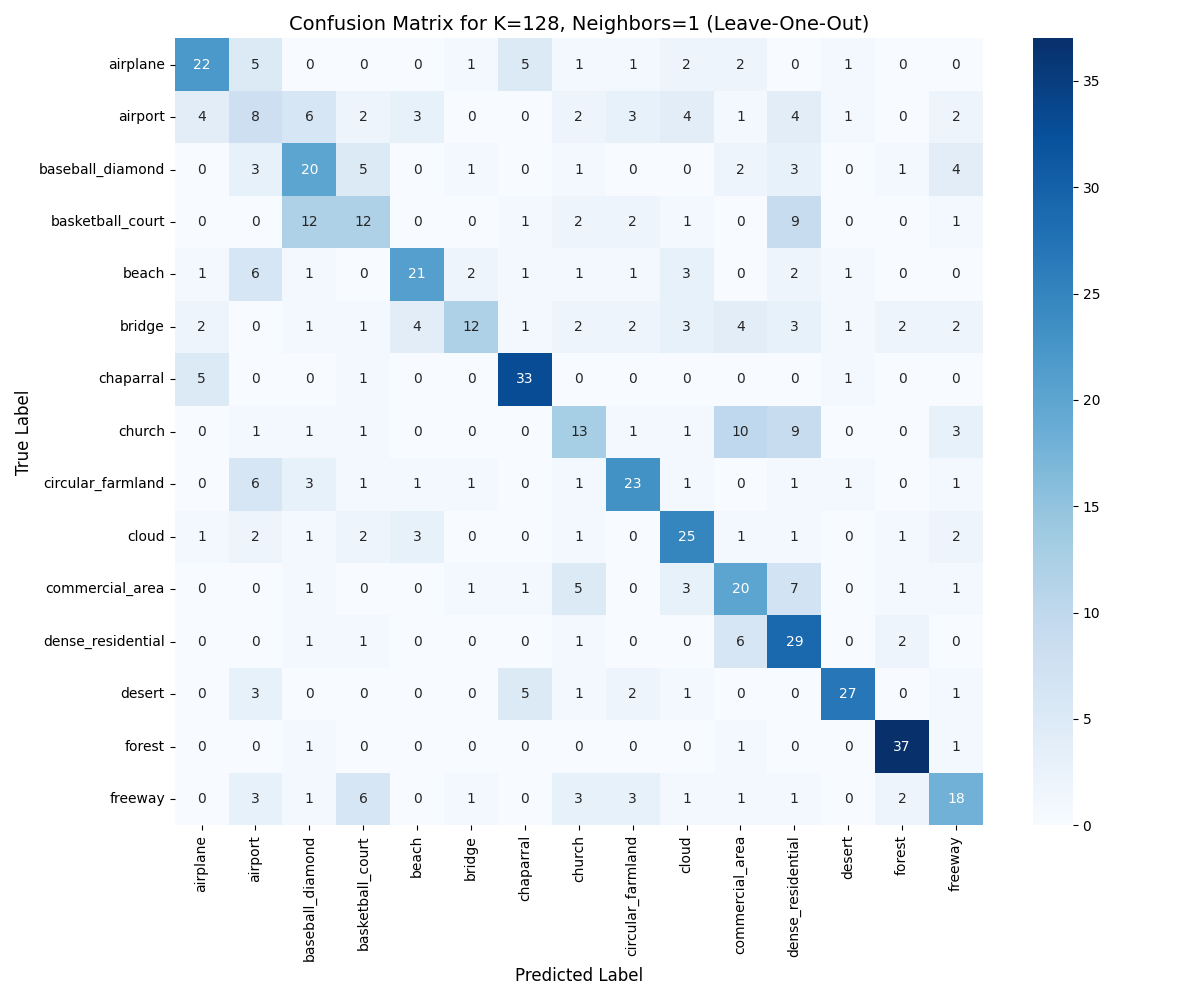 Confusion Matrix for K=128, Neighbors=1 (Leave-One-Out)
airplane 22 5 0 0 0 1 5 1 1 2 2 0 1 0 0
airport 4 8 6 2 3 0 0 2 3 4 1 4 1 0 2
baseball_diamond 0 3 20 5 0 1 0 1 0 0 2 3 0 1 4
basketball_court 0 0 12 12 0 0 1 2 2 1 0 9 0 0 1
beach 1 6 1 0 21 2 1 1 1 3 0 2 1 0 0
bridge 2 0 1 1 4 12 1 2 2 3 4 3 1 2 2
chaparral 5 0 0 1 0 0 33 0 0 0 0 0 1 0 0
church 0 1 1 1 0 0 0 13 1 1 10 9 0 0 3
circular_farmland 0 6 3 1 1 1 0 1 23 1 0 1 1 0 1
cloud 1 2 1 2 3 0 0 1 0 25 1 1 0 1 2
commercial_area 0 0 1 0 0 1 1 5 0 3 20 7 0 1 1
dense_residential 0 0 1 1 0 0 0 1 0 0 6 29 0 2 0
desert 0 3 0 0 0 0 5 1 2 1 0 0 27 0 1
forest 0 0 1 0 0 0 0 0 0 0 1 0 0 37 1
freeway 0 3 1 6 0 1 0 3 3 1 1 1 0 2 18
airplane
airport
baseball_diamond
basketball_court
beach
bridge
chaparral
church
circular_farmland
cloud
commercial_area
dense_residential
desert
forest
freeway
Predicted Label
True Label
35
30
25
20
15
10
5
0